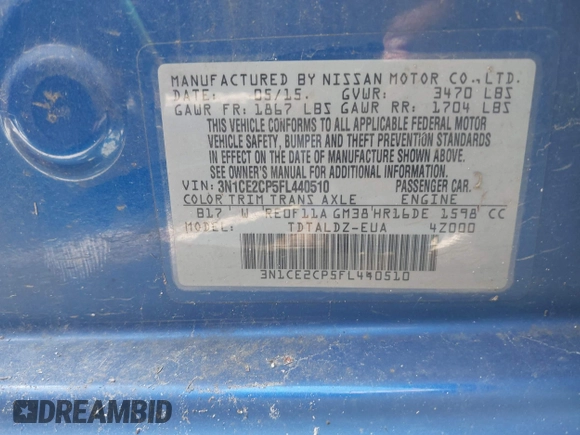 MANUFACTURED BY NISSAN MOTOR CO.,LTD.
DATE: 05/15. GVWR: 3470 LBS
GAWR FR: 1867 LBS GAWR RR: 1704 LBS
THIS VEHICLE CONFORMS TO ALL APPLICABLE FEDERAL MOTOR
VEHICLE SAFETY, BUMPER AND THEFT PREVENTION STANDARDS
IN EFFECT ON THE DATE OF MANUFACTURE SHOWN ABOVE.
SEE OWNER'S MANUAL FOR ADDITIONAL INFORMATION.
VIN: 3N1CE2CP5FL440510 PASSENGER CAR
COLOR TRIM TRANS AXLE ENGINE
B17 W RE0F11A GM38 HR16DE 1598 CC
MODEL: TDTALDZ-EUA 4Z000
3N1CE2CP5FL440510
DREAMBID